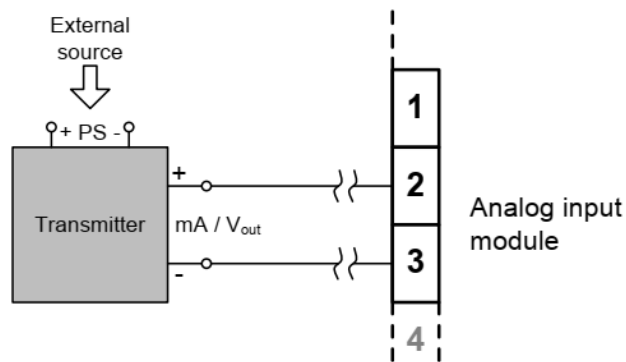 External
source
+ PS -
Transmitter
+
mA / Vout
-
1
2
3
4
Analog input
module